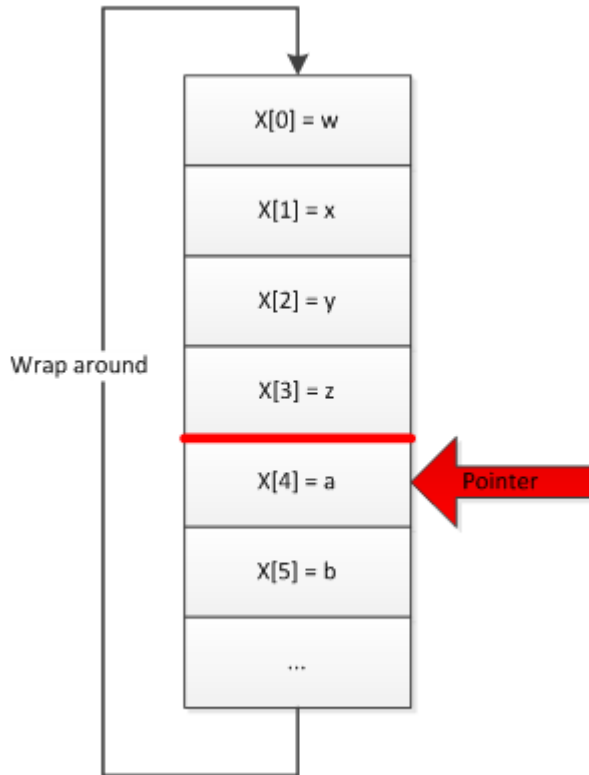 X[0] = w
X[1] = x
X[2] = y
Wrap around
X[3] = z
X[4] = a
Pointer
X[5] = b
...